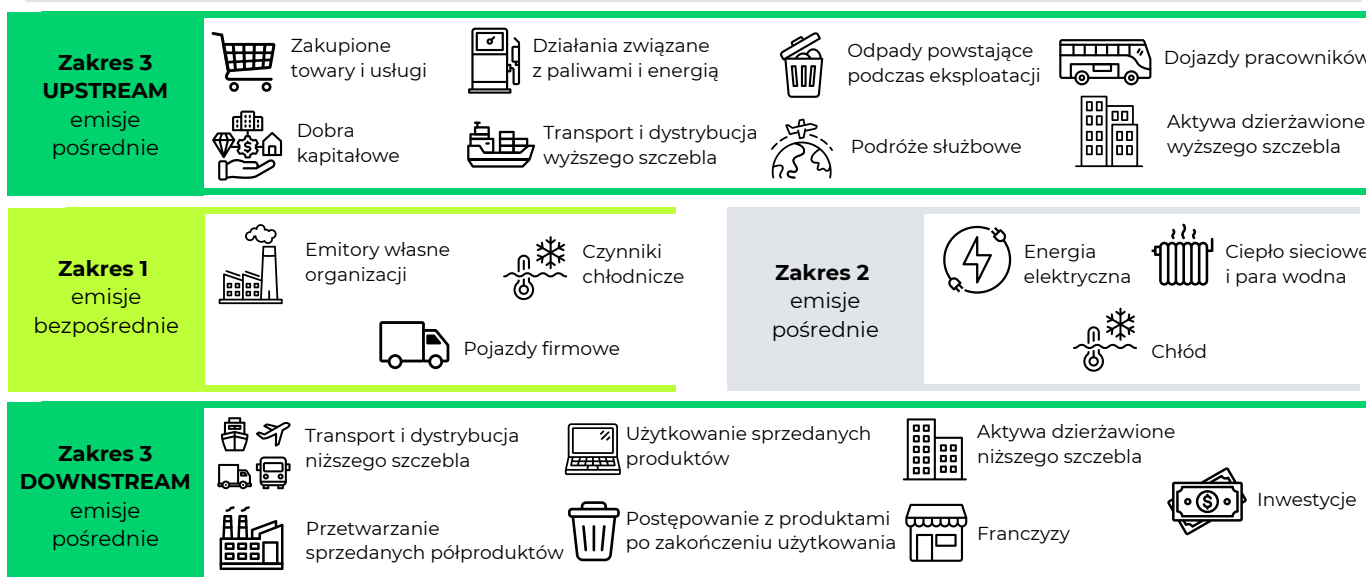 Zakres 3
UPSTREAM
emisje
pośrednie
Zakupione
towary i usługi
Działania związane
z paliwami i energią
Odpady powstające
podczas eksploatacji
Dojazdy pracowników
Dobra
kapitałowe
Transport i dystrybucja
wyższego szczebla
Podróże służbowe
Aktywa dzierżawione
wyższego szczebla
Zakres 1
emisje
bezpośrednie
Emitory własne
organizacji
Czynniki
chłodnicze
Pojazdy firmowe
Zakres 2
emisje
pośrednie
Energia
elektryczna
Ciepło sieciowe
i para wodna
Chłód
Zakres 3
DOWNSTREAM
emisje
pośrednie
Transport i dystrybucja
niższego szczebla
Użytkowanie sprzedanych
produktów
Aktywa dzierżawione
niższego szczebla
Inwestycje
Przetwarzanie
sprzedanych półproduktów
Postępowanie z produktami
po zakończeniu użytkowania
Franczyzy